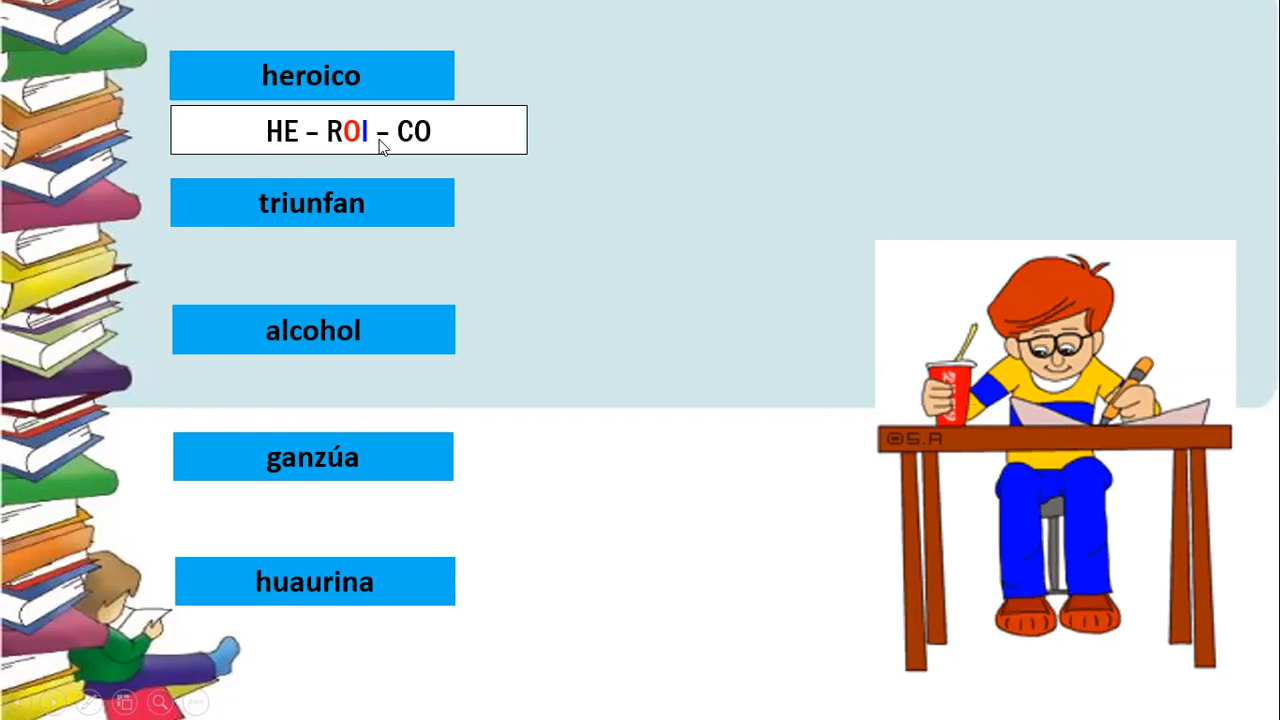 heroico
HE – ROI – CO
triunfan
alcohol
ganzúa
huaurina
©S.A